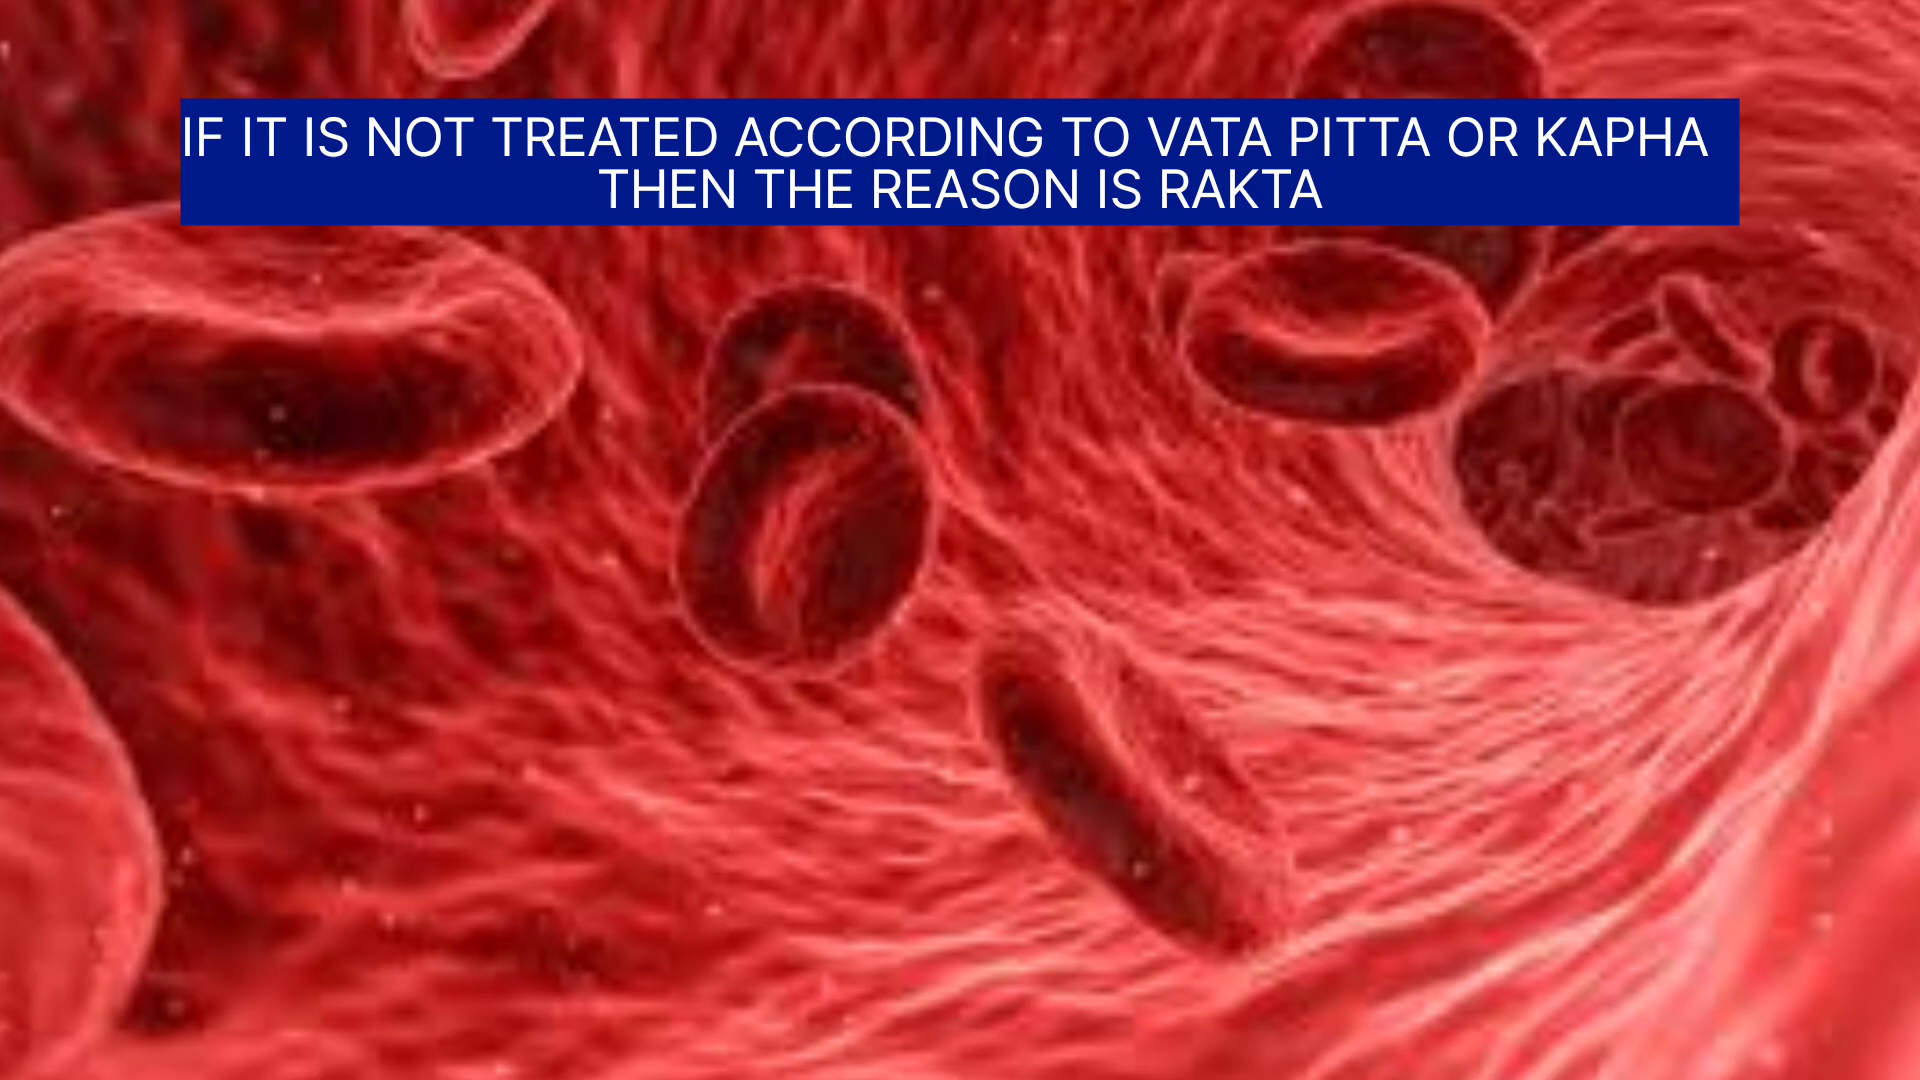 IF IT IS NOT TREATED ACCORDING TO VATA PITTA OR KAPHA
THEN THE REASON IS RAKTA